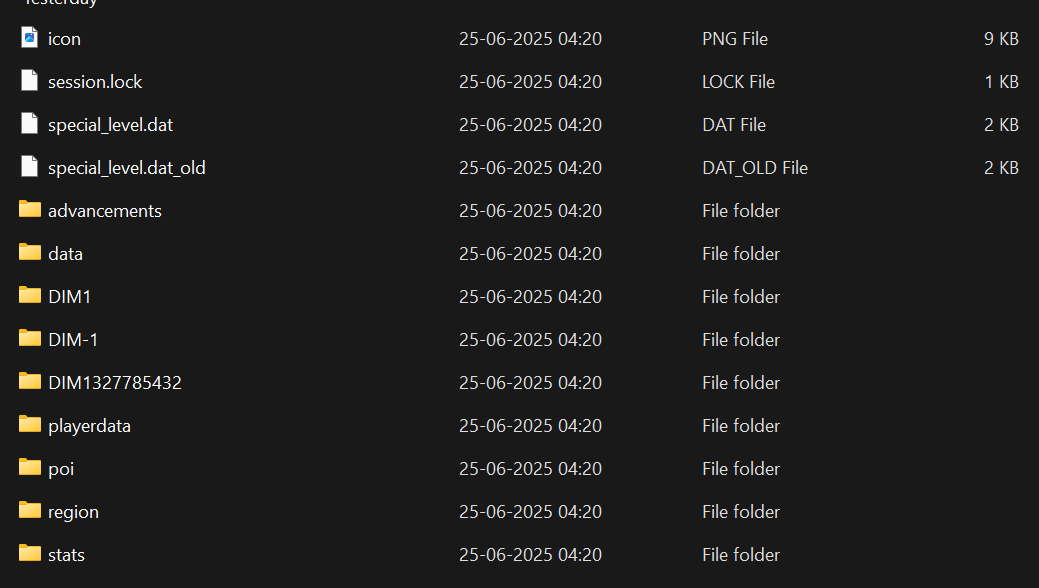 Yesterday
icon 25-06-2025 04:20 PNG File 9 KB
session.lock 25-06-2025 04:20 LOCK File 1 KB
special_level.dat 25-06-2025 04:20 DAT File 2 KB
special_level.dat_old 25-06-2025 04:20 DAT_OLD File 2 KB
advancements 25-06-2025 04:20 File folder
data 25-06-2025 04:20 File folder
DIM1 25-06-2025 04:20 File folder
DIM-1 25-06-2025 04:20 File folder
DIM1327785432 25-06-2025 04:20 File folder
playerdata 25-06-2025 04:20 File folder
poi 25-06-2025 04:20 File folder
region 25-06-2025 04:20 File folder
stats 25-06-2025 04:20 File folder